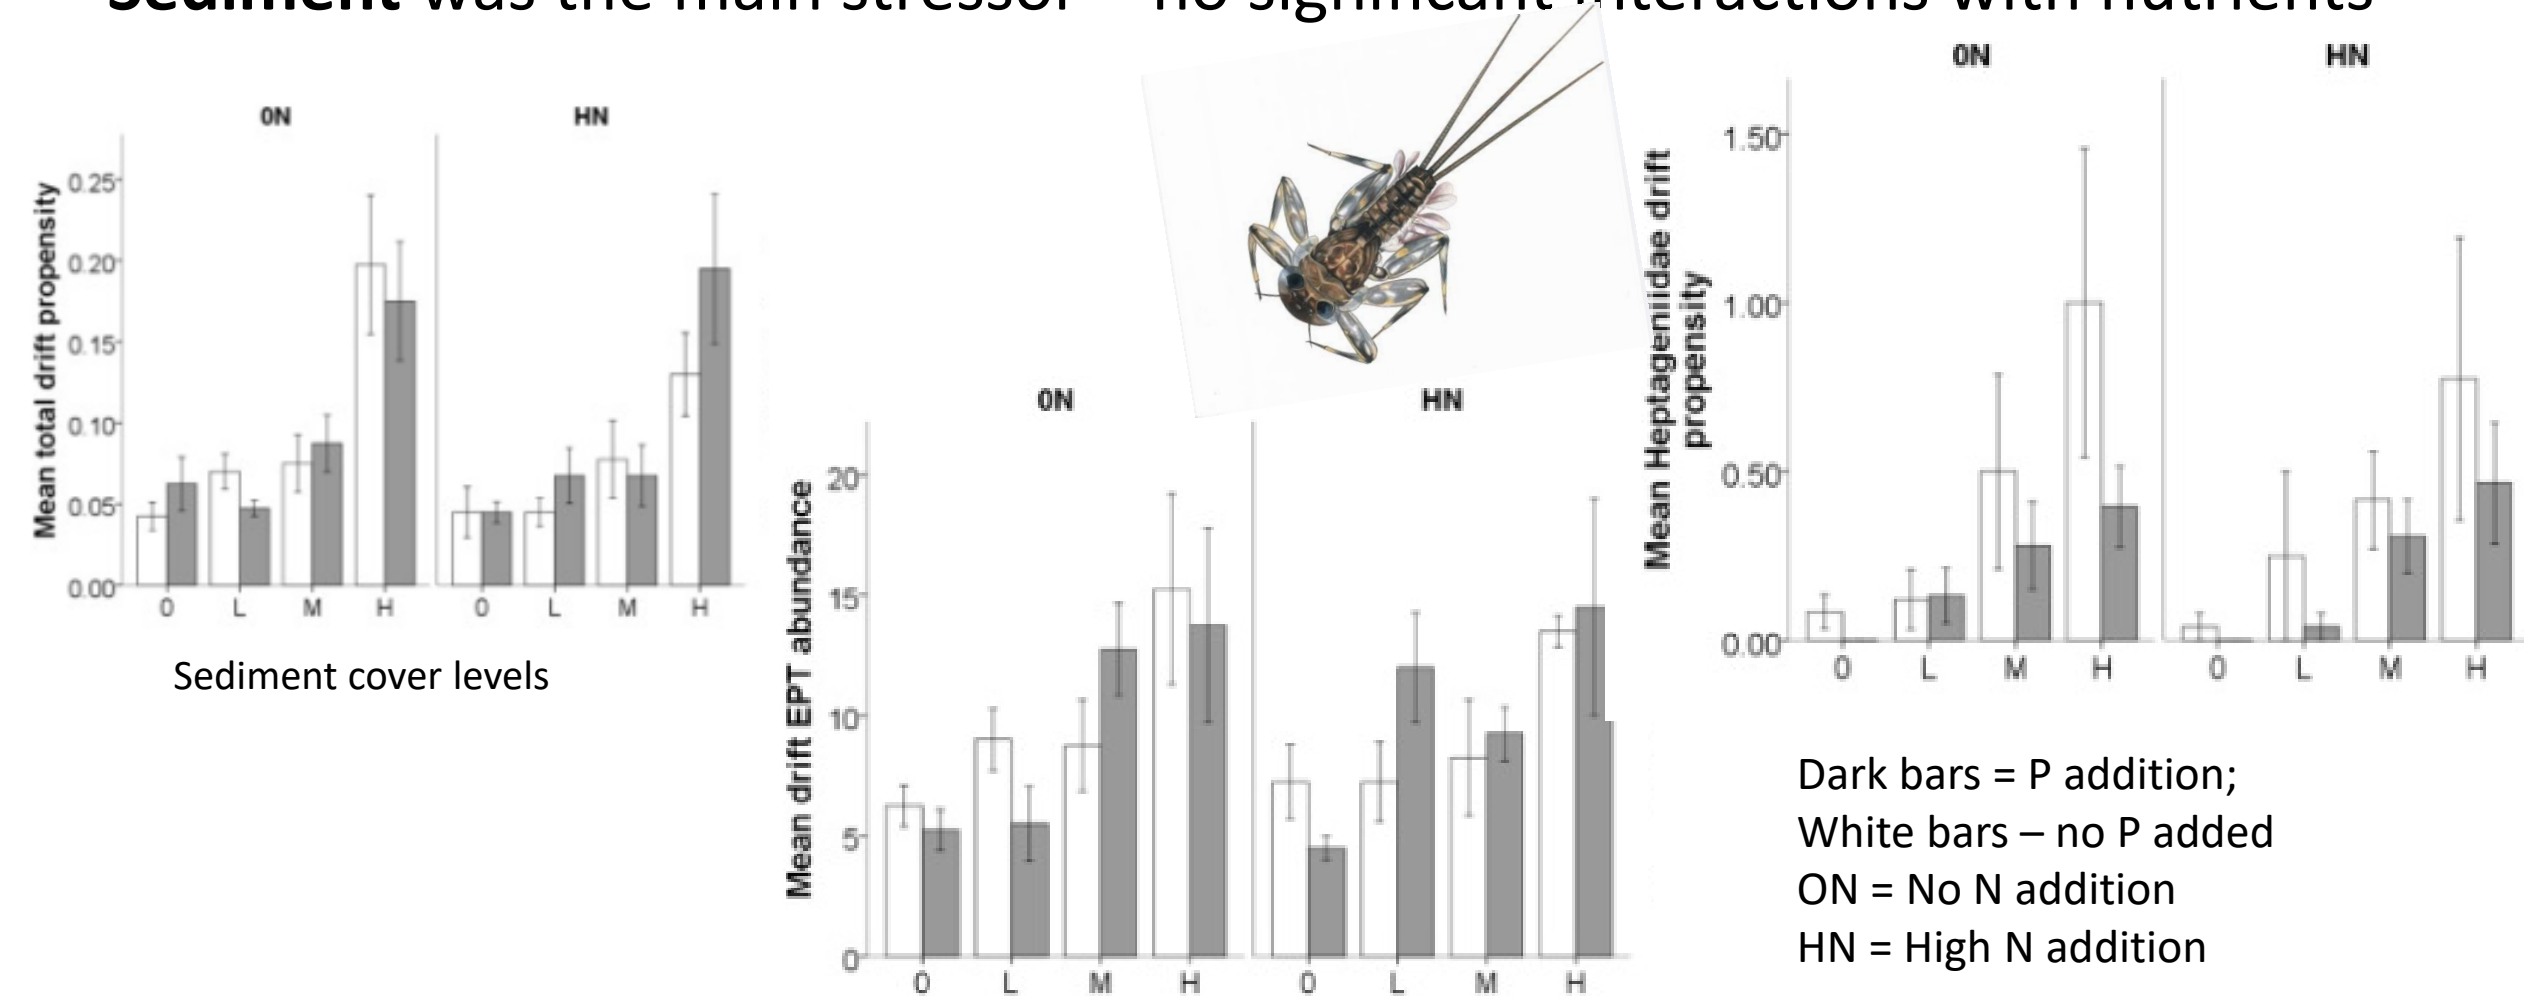 Sediment was the main stressor – no significant interactions with nutrients
0N HN
Mean total drift propensity
0.25
0.20
0.15
0.10
0.05
0.00
0 L M H 0 L M H
Sediment cover levels
0N HN
Mean drift EPT abundance
20
15
10
5
0
0 L M H 0 L M H
0N HN
Mean Heptageniidae drift
propensity
1.50
1.00
0.50
0.00
0 L M H 0 L M H
Dark bars = P addition;
White bars – no P added
ON = No N addition
HN = High N addition